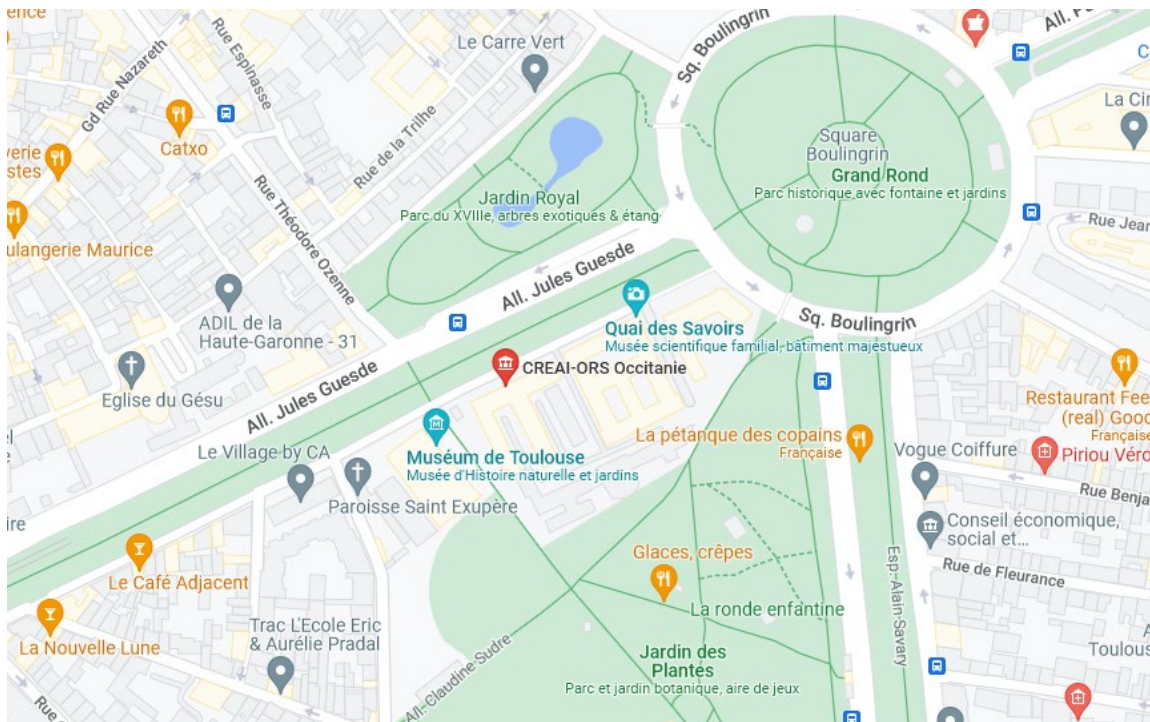 ence
Gd Rue Nazareth
Rue Espinasse
Le Carre Vert
Sq. Boulingrin
All. F
C
La Cir
Catxo
Rue de la Trilhe
verie
stes
Square
Boulingrin
Grand Rond
Parc historique avec fontaine et jardins
Jardin Royal
Parc du XVIIIe, arbres exotiques & étang
Rue Théodore Ozenne
Rue Jean
oulangerie Maurice
All. Jules Guesde
ADIL de la
Haute-Garonne - 31
Quai des Savoirs
Musée scientifique familial, bâtiment majestueux
Sq. Boulingrin
CREAI-ORS Occitanie
Eglise du Gésu
All. Jules Guesde
Restaurant Fee
(real) Good
Française
La pétanque des copains
Française
Vogue Coiffure
Piriou Véro
Le Village by CA
Muséum de Toulouse
Musée d'Histoire naturelle et jardins
Rue Benja
Paroisse Saint Exupère
ire
Conseil économique,
social et...
Glaces, crêpes
Le Café Adjacent
Rue de Fleurance
La ronde enfantine
Esp. Alain-Savary
Trac L'Ecole Eric
& Aurélie Pradal
La Nouvelle Lune
A
Toulous
Jardin des
Plantes
Parc et jardin botanique, aire de jeux
All. Claudine Sudre
Rue